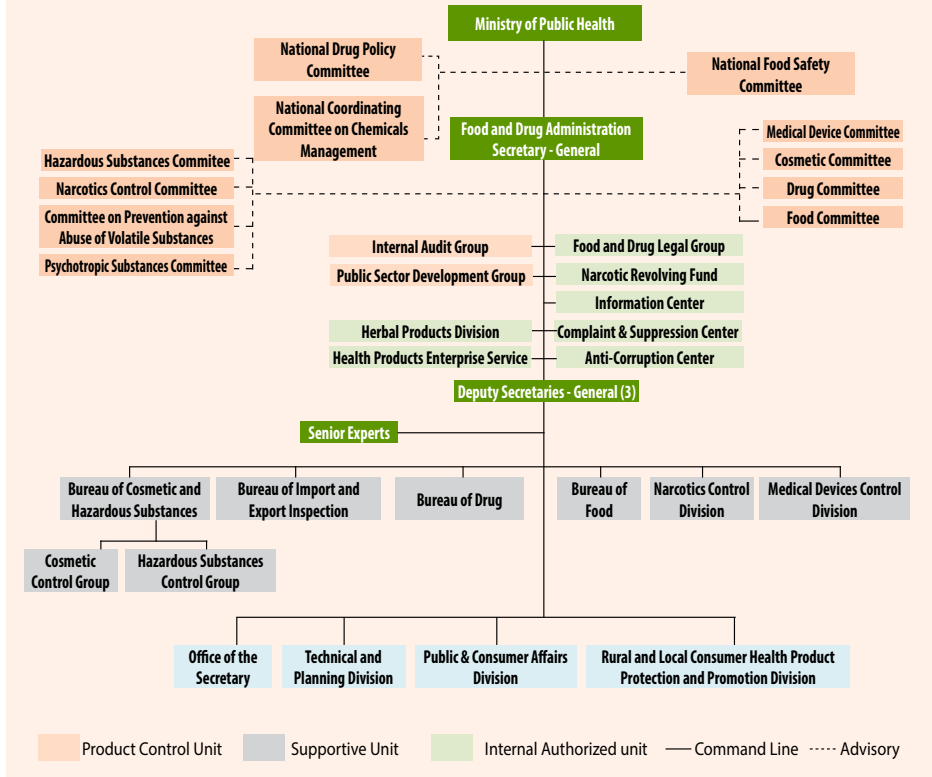 Ministry of Public Health
National Drug Policy
Committee
National Food Safety
Committee
National Coordinating
Committee on Chemicals
Management
Food and Drug Administration
Secretary - General
Hazardous Substances Commitee
Narcotics Control Committee
Committee on Prevention against
Abuse of Volatile Substances
Psychotropic Substances Committee
Medical Device Committee
Cosmetic Committee
Drug Committee
Food Committee
Internal Audit Group
Food and Drug Legal Group
Public Sector Development Group
Narcotic Revolving Fund
Information Center
Herbal Products Division
Complaint & Suppression Center
Health Products Enterprise Service
Anti-Corruption Center
Deputy Secretaries - General (3)
Senior Experts
Bureau of Cosmetic and
Hazardous Substances
Bureau of Import and
Export Inspection
Bureau of Drug
Bureau of
Food
Narcotics Control
Division
Medical Devices Control
Division
Cosmetic
Control Group
Hazardous Substances
Control Group
Office of the
Secretary
Technical and
Planning Division
Public & Consumer Affairs
Division
Rural and Local Consumer Health Product
Protection and Promotion Division
Product Control Unit
Supportive Unit
Internal Authorized unit
Command Line
Advisory